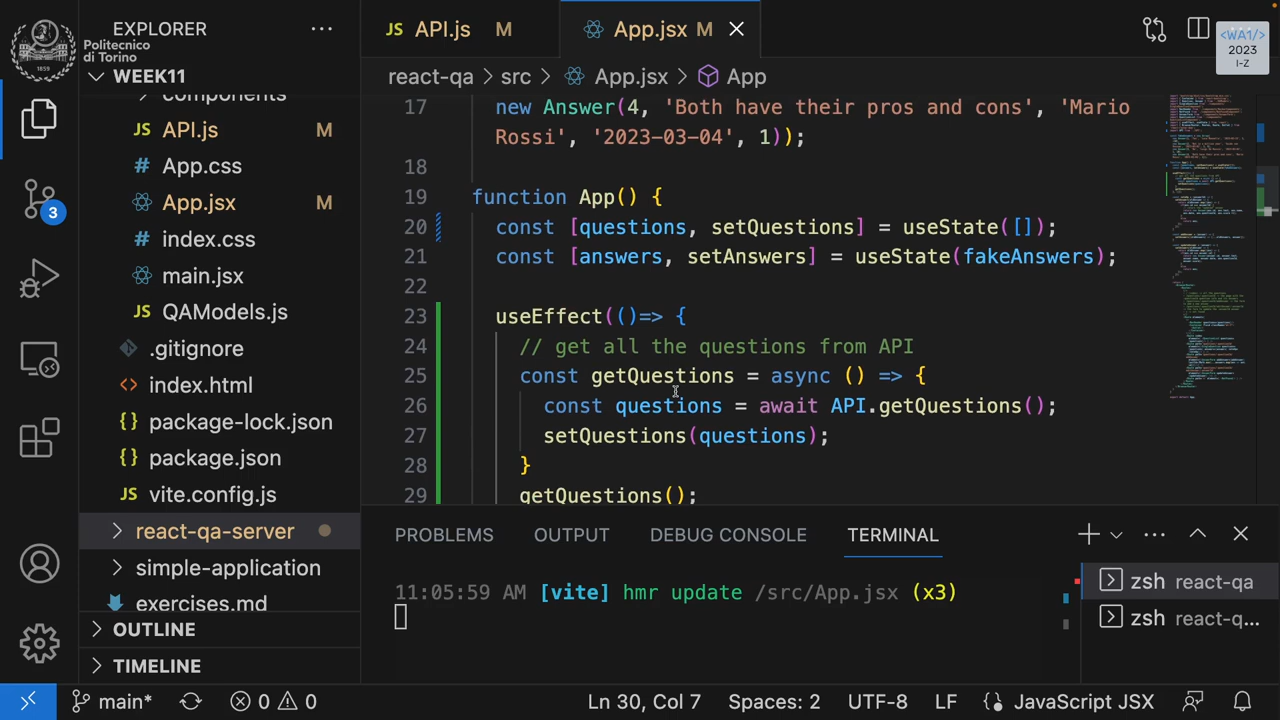 EXPLORER
Politecnico
di Torino
1859
WEEK11
components
JS API.js M
# App.css
App.jsx M
# index.css
main.jsx
JS QAModels.js
.gitignore
<> index.html
{} package-lock.json
{} package.json
JS vite.config.js
react-qa-server
simple-application
exercises.md
OUTLINE
TIMELINE
3
JS API.js M
App.jsx M
<WA1/>
2023
I-Z
react-qa > src > App.jsx > App
17 new Answer(4, 'Both have their pros and cons', 'Mario
Rossi', '2023-03-04', 1));
18
19 function App() {
20 const [questions, setQuestions] = useState([]);
21 const [answers, setAnswers] = useState(fakeAnswers);
22
23 useEffect(()=> {
24 // get all the questions from API
25 const getQuestions = async () => {
26 const questions = await API.getQuestions();
27 setQuestions(questions);
28 }
29 getQuestions();
PROBLEMS OUTPUT DEBUG CONSOLE TERMINAL
11:05:59 AM [vite] hmr update /src/App.jsx (x3)
zsh react-qa
zsh react-q...
main* 0 0 Ln 30, Col 7 Spaces: 2 UTF-8 LF JavaScript JSX